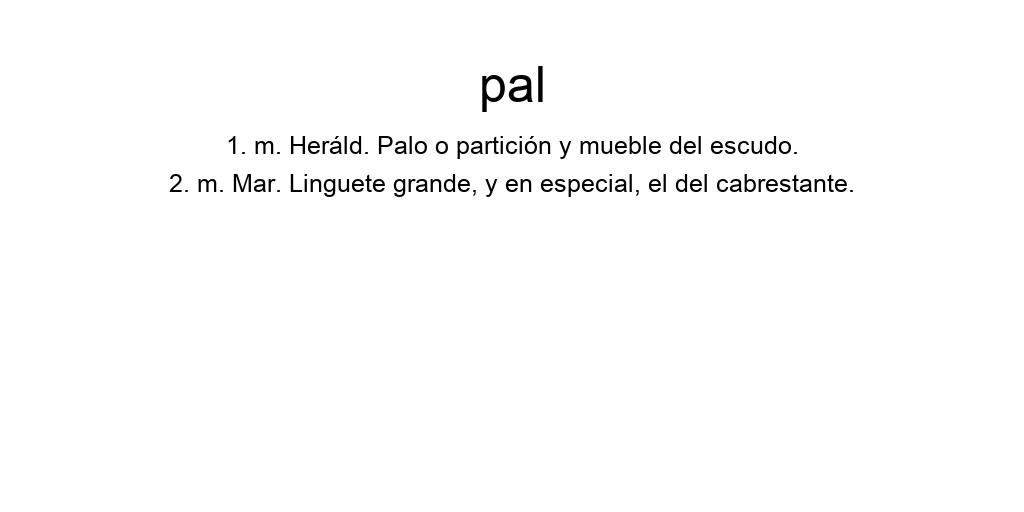 pal
1. m. Heráld. Palo o partición y mueble del escudo.
2. m. Mar. Linguete grande, y en especial, el del cabrestante.